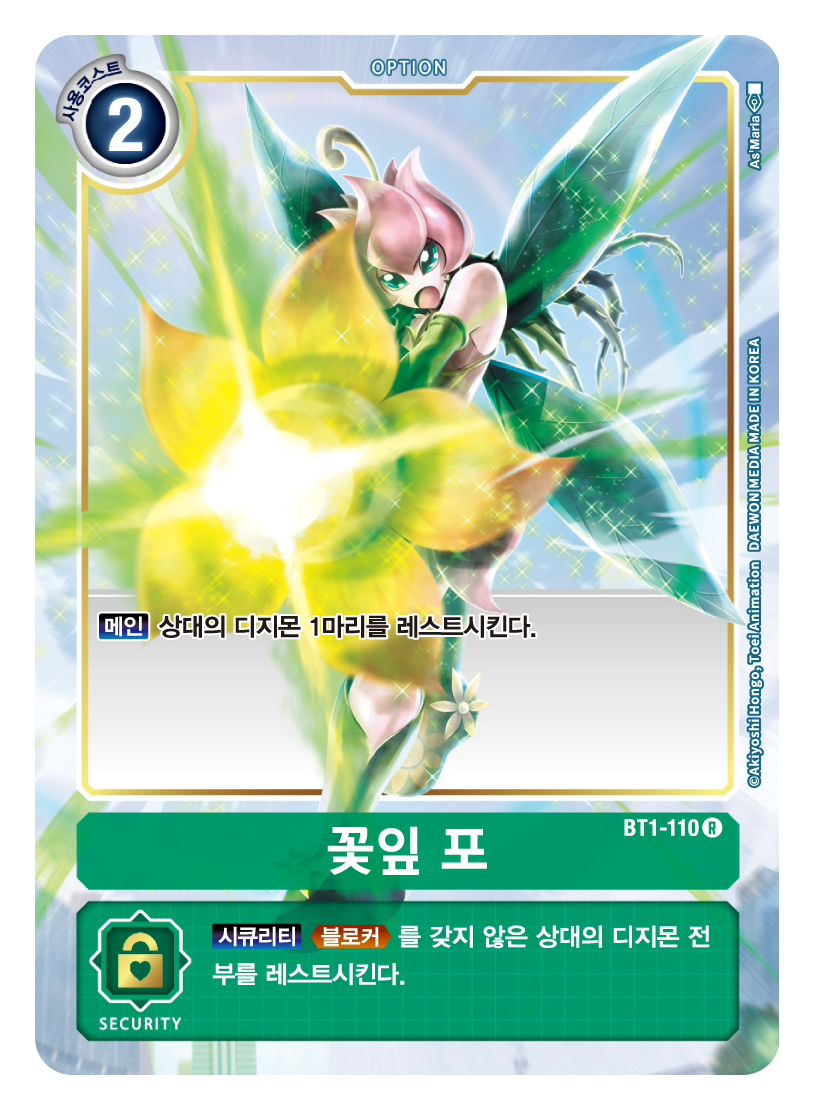 OPTION
사용 코스트
2
As'Maria
©Akiyoshi Hongo, Toei Animation DAEWON MEDIA MADE IN KOREA
메인 상대의 디지몬 1마리를 레스트시킨다.
BT1-110 R
꽃잎 포
시큐리티 블로커 를 갖지 않은 상대의 디지몬 전
부를 레스트시킨다.
SECURITY